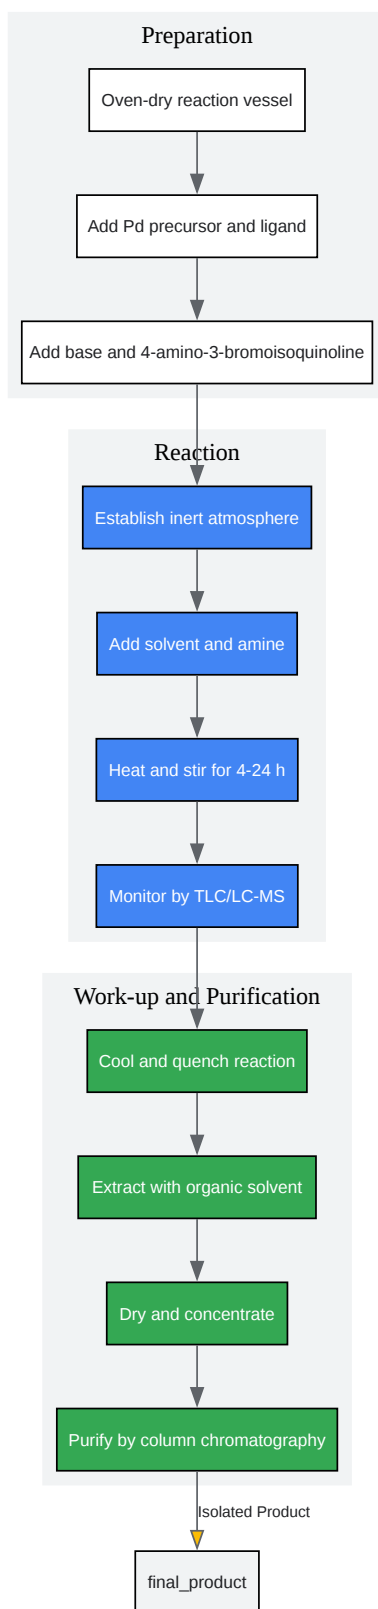 Preparation
Oven-dry reaction vessel
Add Pd precursor and ligand
Add base and 4-amino-3-bromoisoquinoline
Reaction
Establish inert atmosphere
Add solvent and amine
Heat and stir for 4-24 h
Monitor by TLC/LC-MS
Work-up and Purification
Cool and quench reaction
Extract with organic solvent
Dry and concentrate
Purify by column chromatography
Isolated Product
final_product